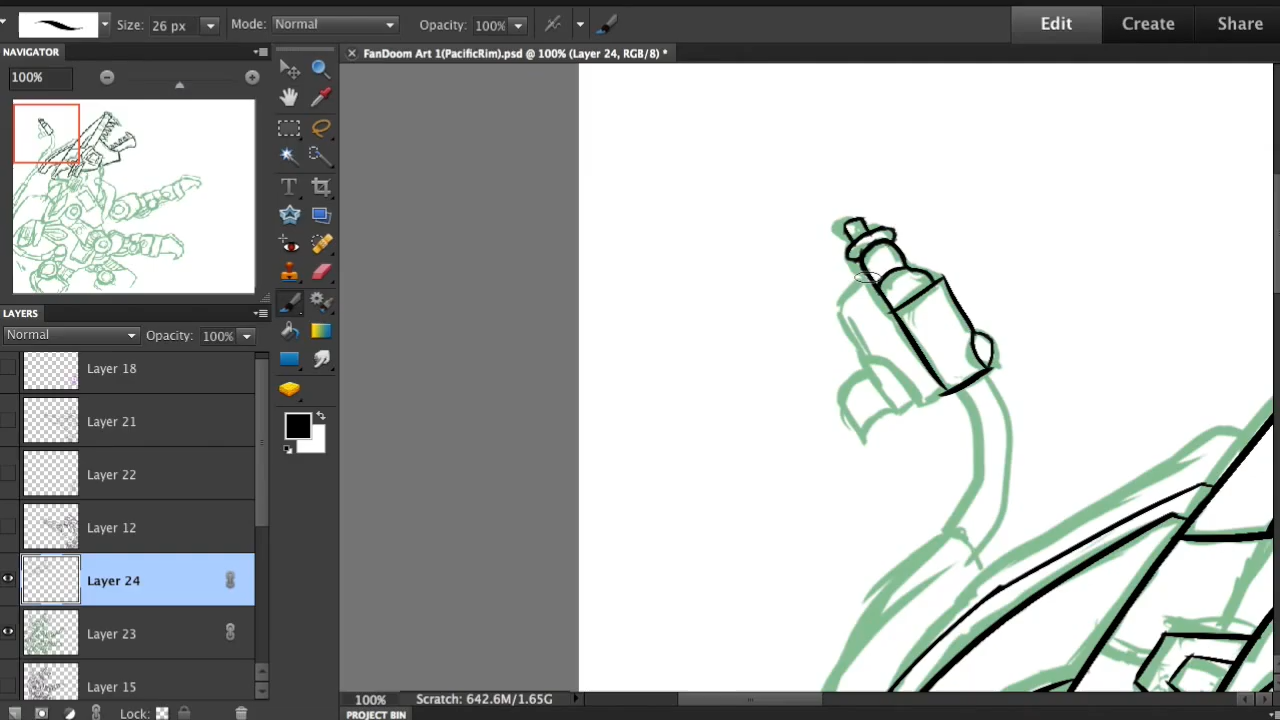 Size: 26 px Mode: Normal Opacity: 100% Edit Create Share
NAVIGATOR
FanDoom Art 1(PacificRim).psd @ 100% (Layer 24, RGB/8) *
100%
LAYERS
Normal Opacity: 100%
Layer 18
Layer 21
Layer 22
Layer 12
Layer 24
Layer 23
Layer 15
Lock:
100% Scratch: 642.6M/1.65G
PROJECT BIN